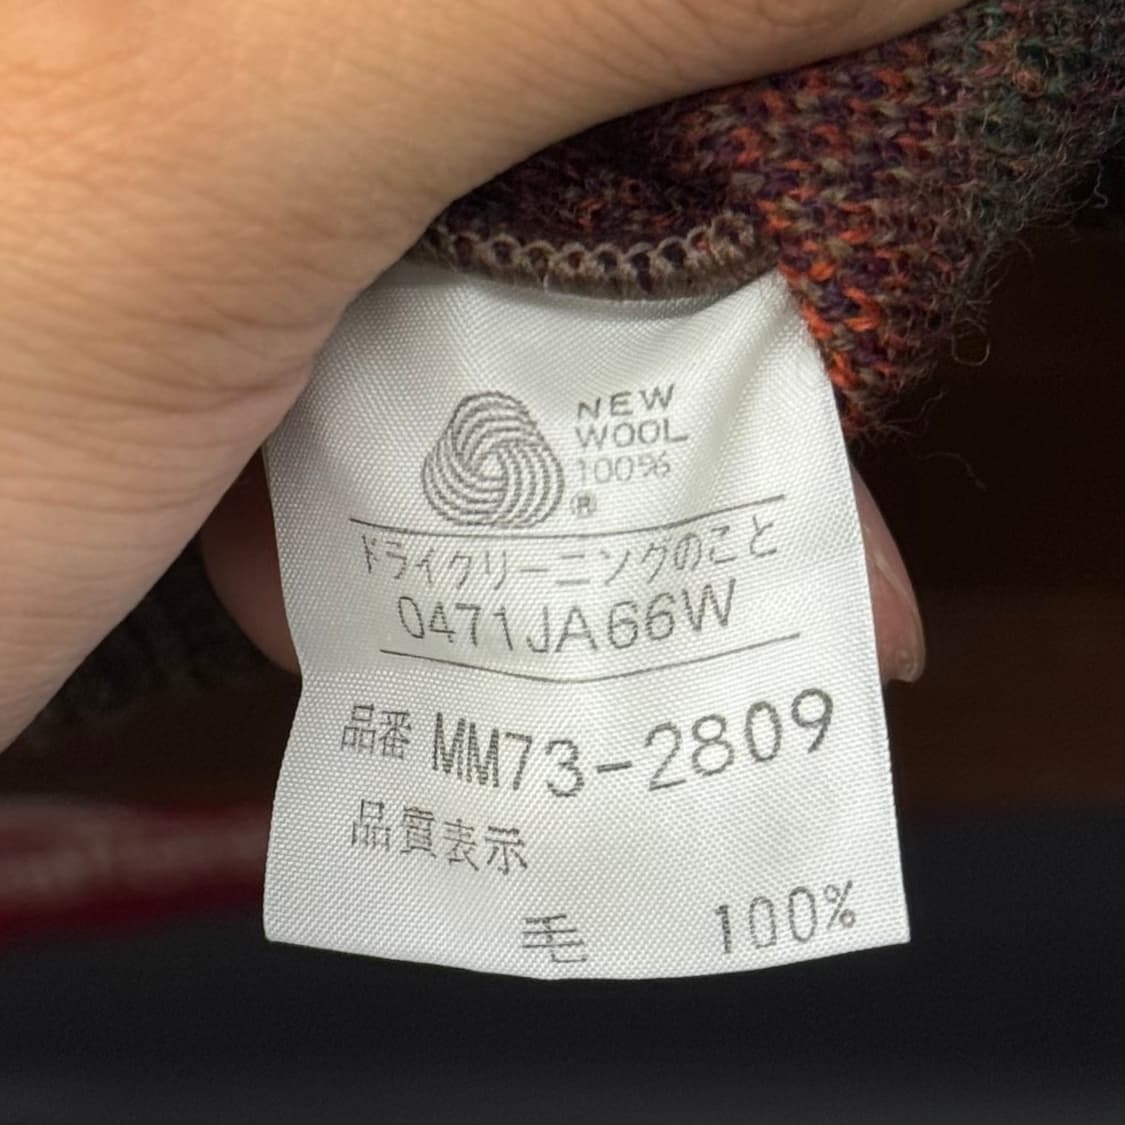 NEW
WOOL
100%
®
ドライクリーニングのこと
0471JA66W
品番 MM73-2809
品質表示
毛 100%